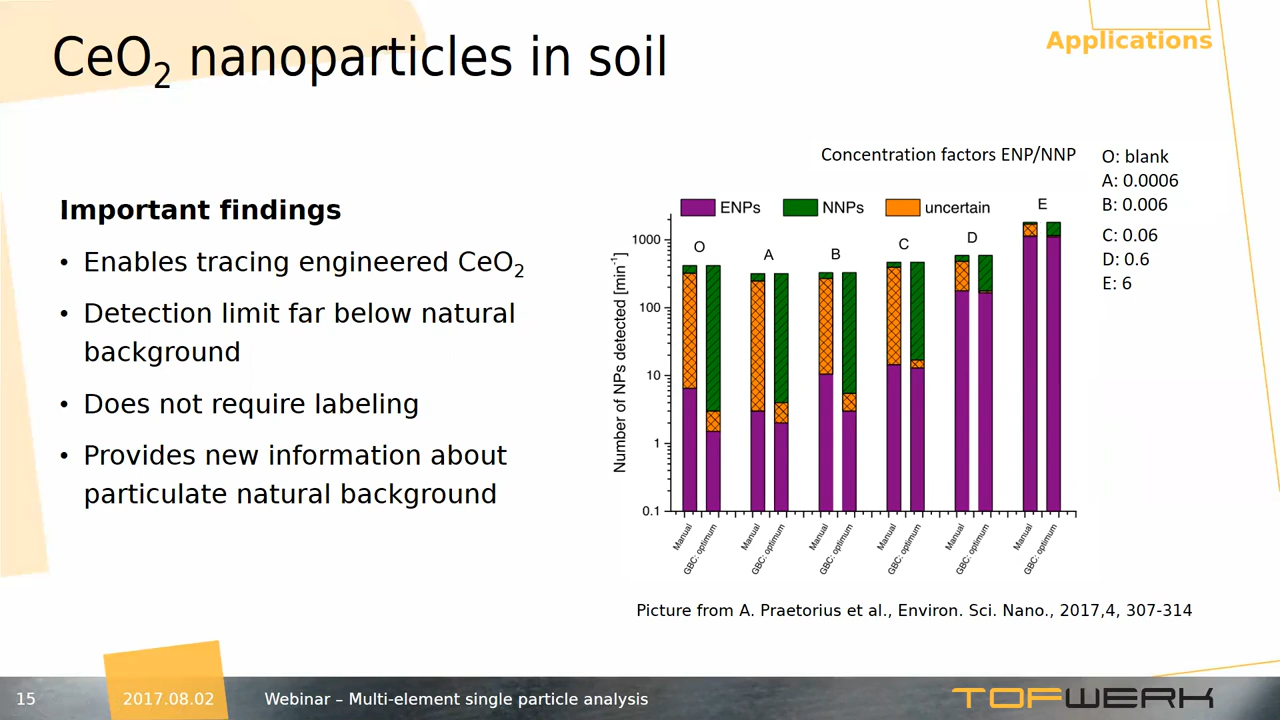 CeO2 nanoparticles in soil
Applications
Important findings
• Enables tracing engineered CeO2
• Detection limit far below natural
background
• Does not require labeling
• Provides new information about
particulate natural background
Concentration factors ENP/NNP
O: blank
A: 0.0006
B: 0.006
C: 0.06
D: 0.6
E: 6
ENPs NNPs uncertain
Number of NPs detected [min-1]
1000
100
10
1
0.1
O A B C D E
Manual GBC: optimum Manual GBC: optimum Manual GBC: optimum Manual GBC: optimum Manual GBC: optimum Manual GBC: optimum
Picture from A. Praetorius et al., Environ. Sci. Nano., 2017,4, 307-314
15 2017.08.02 Webinar – Multi-element single particle analysis TOFWERK